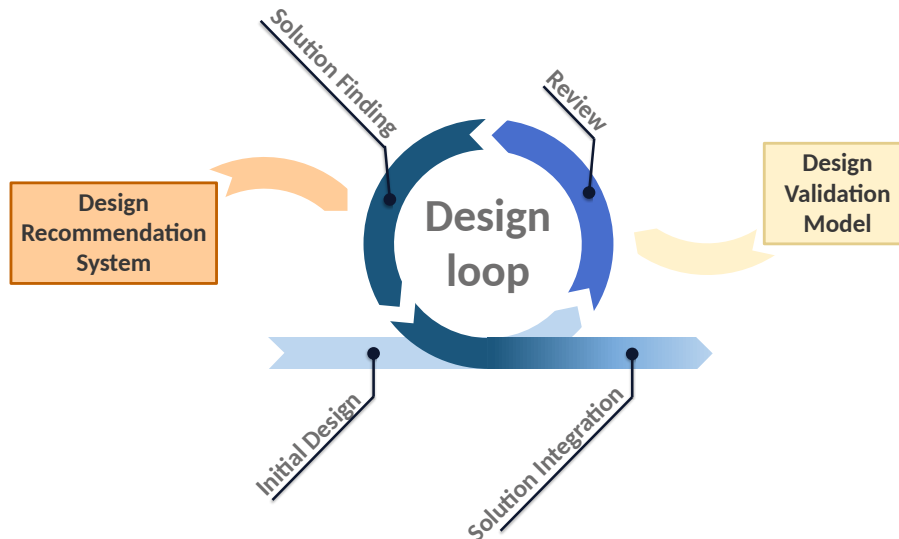 Solution Finding
Review
Design
Recommendation
System
Design
loop
Design
Validation
Model
Initial Design
Solution Integration